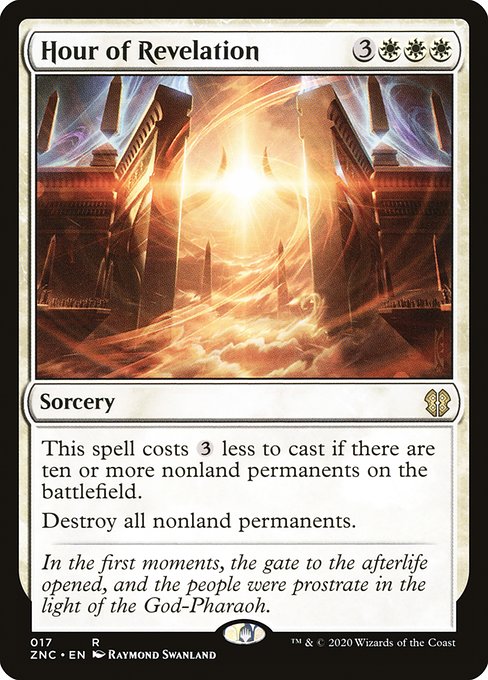 Hour of Revelation 3
Sorcery
This spell costs 3 less to cast if there are
ten or more nonland permanents on the
battlefield.
Destroy all nonland permanents.
In the first moments, the gate to the afterlife
opened, and the people were prostrate in the
light of the God-Pharaoh.
017 R
ZNC • EN Raymond Swanland
™ & © 2020 Wizards of the Coast